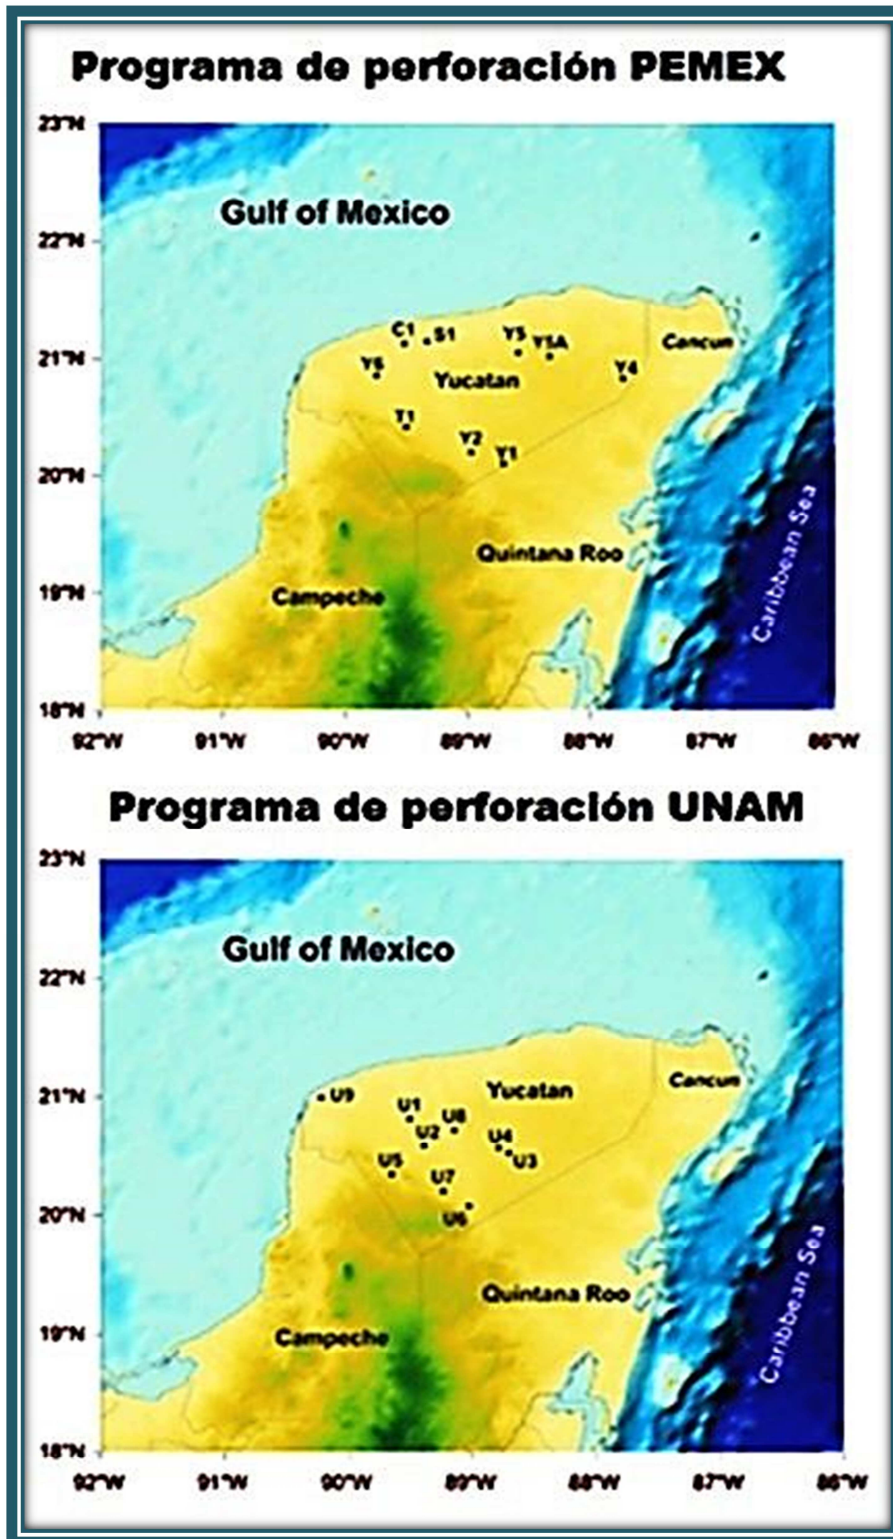 Programa de perforación PEMEX
23°N
Gulf of Mexico
22°N
C1
S1
Y5
Y5A
Cancun
21°N
Y6
Yucatan
Y4
T1
Y2
Y1
20°N
Quintana Roo
19°N
Campeche
Caribbean Sea
18°N
92°W 91°W 90°W 89°W 88°W 87°W 86°W
Programa de perforación UNAM
23°N
Gulf of Mexico
22°N
Yucatan
Cancun
21°N
U9
U1
U8
U2
U4
U3
U5
U7
20°N
U6
Quintana Roo
19°N
Campeche
Caribbean Sea
18°N
92°W 91°W 90°W 89°W 88°W 87°W 86°W